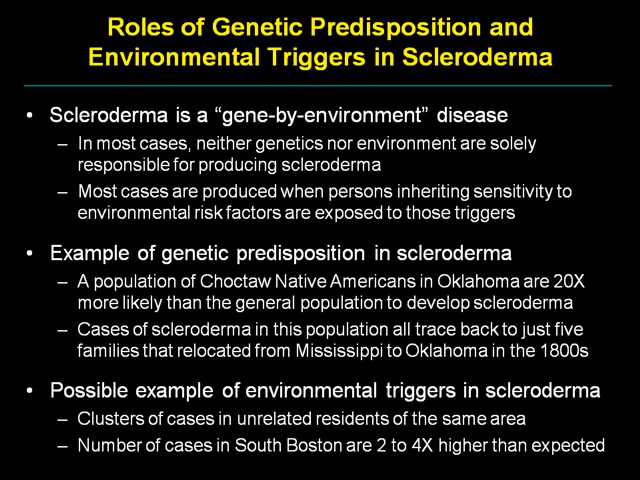 Roles of Genetic Predisposition and
Environmental Triggers in Scleroderma
• Scleroderma is a “gene-by-environment” disease
– In most cases, neither genetics nor environment are solely
responsible for producing scleroderma
– Most cases are produced when persons inheriting sensitivity to
environmental risk factors are exposed to those triggers
• Example of genetic predisposition in scleroderma
– A population of Choctaw Native Americans in Oklahoma are 20X
more likely than the general population to develop scleroderma
– Cases of scleroderma in this population all trace back to just five
families that relocated from Mississippi to Oklahoma in the 1800s
• Possible example of environmental triggers in scleroderma
– Clusters of cases in unrelated residents of the same area
– Number of cases in South Boston are 2 to 4X higher than expected